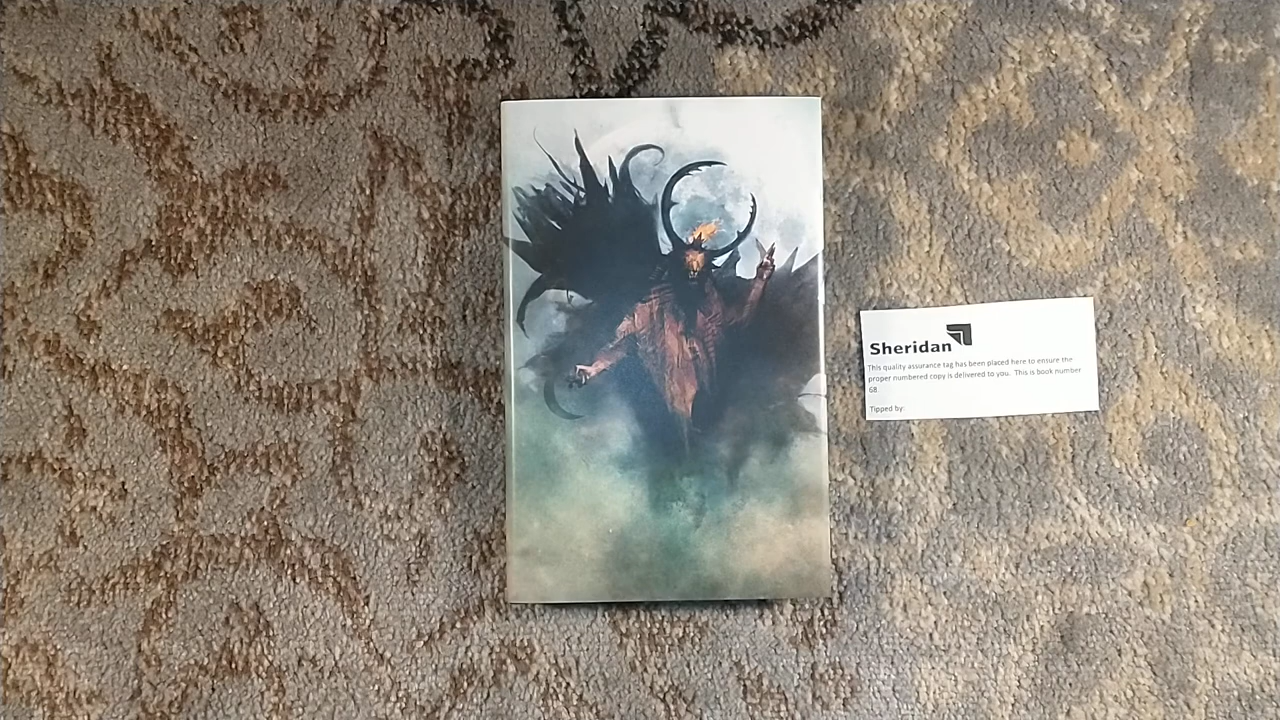 Sheridan
This quality assurance tag has been placed here to ensure the
proper numbered copy is delivered to you.  This is book number
68.
Tipped by: